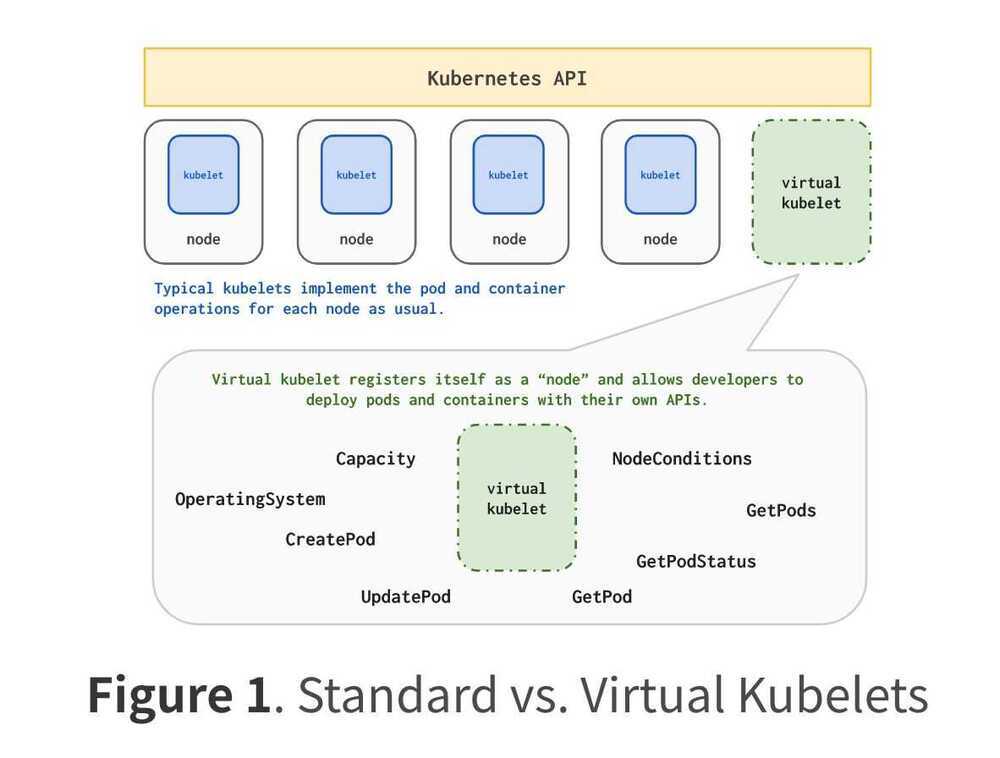 Kubernetes API
kubelet
kubelet
kubelet
kubelet
virtual
kubelet
node
node
node
node
Typical kubelets implement the pod and container
operations for each node as usual.
Virtual kubelet registers itself as a “node” and allows developers to
deploy pods and containers with their own APIs.
Capacity
NodeConditions
OperatingSystem
virtual
kubelet
GetPods
CreatePod
GetPodStatus
UpdatePod
GetPod
Figure 1. Standard vs. Virtual Kubelets